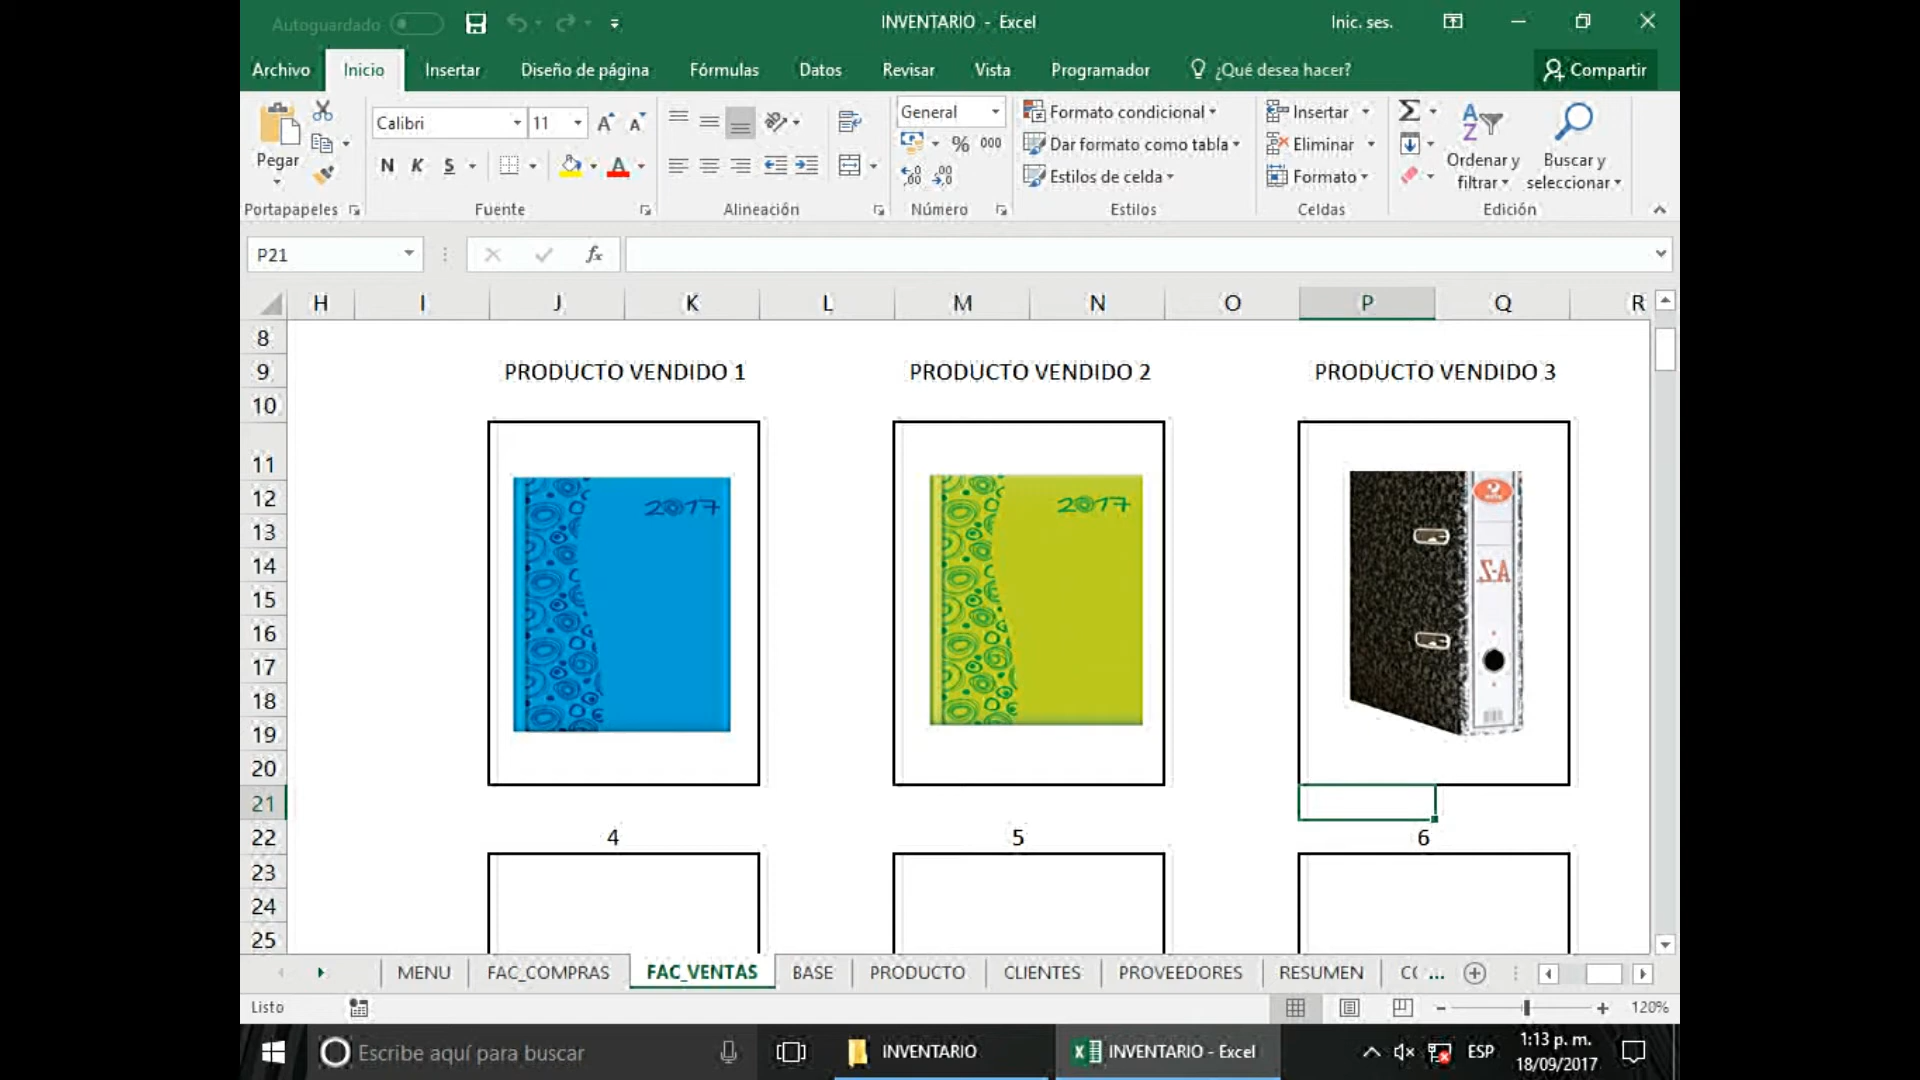 Autoguardado
INVENTARIO - Excel
Inic. ses.
Archivo Inicio Insertar Diseño de página Fórmulas Datos Revisar Vista Programador ¿Qué desea hacer? Compartir
Pegar
Calibri 11
N K S
General
% 000
Formato condicional
Dar formato como tabla
Estilos de celda
Insertar
Eliminar
Formato
Ordenar y filtrar
Buscar y seleccionar
Portapapeles Fuente Alineación Número Estilos Celdas Edición
P21
fx
H I J K L M N O P Q R
8
9 PRODUCTO VENDIDO 1 PRODUCTO VENDIDO 2 PRODUCTO VENDIDO 3
10
11
12 2017 2017
13
14 A-Z
15
16
17
18
19
20
21
22 4 5 6
23
24
25
MENU FAC_COMPRAS FAC_VENTAS BASE PRODUCTO CLIENTES PROVEEDORES RESUMEN ...
Listo
120%
Escribe aquí para buscar
INVENTARIO
INVENTARIO - Excel
ESP
1:13 p. m.
18/09/2017